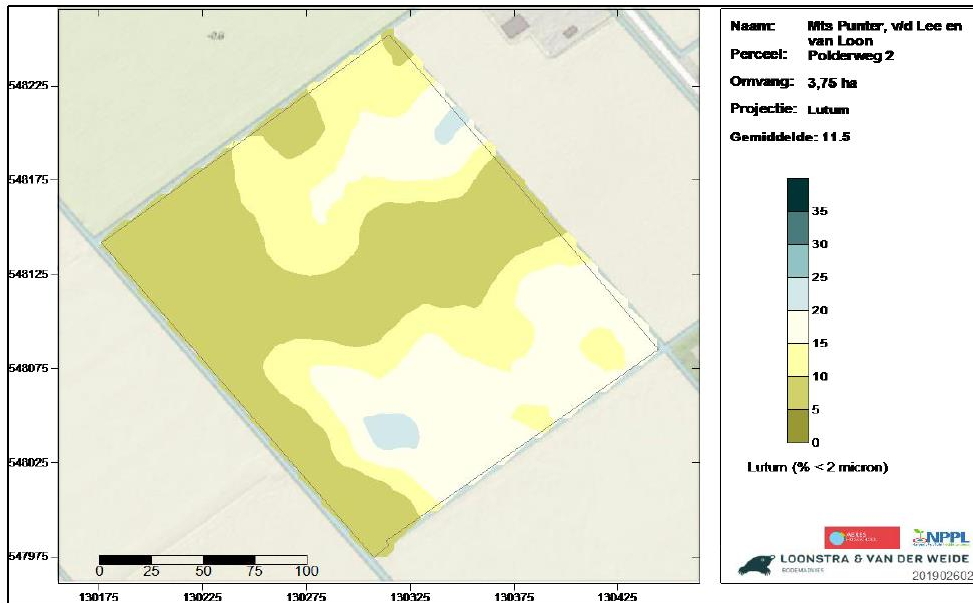 Naam: Mts Punter, v/d Lee en
van Loon
Perceel: Polderweg 2
Omvang: 3,75 ha
Projectie: Lutum
Gemiddelde: 11.5
35
30
25
20
15
10
5
0
Lutum (% < 2 micron)
NPPL
LOONSTRA & VAN DER WEIDE
BODEMADVIES
201902602
548225
548175
548125
548075
548025
547975
0 25 50 75 100
130175 130225 130275 130325 130375 130425